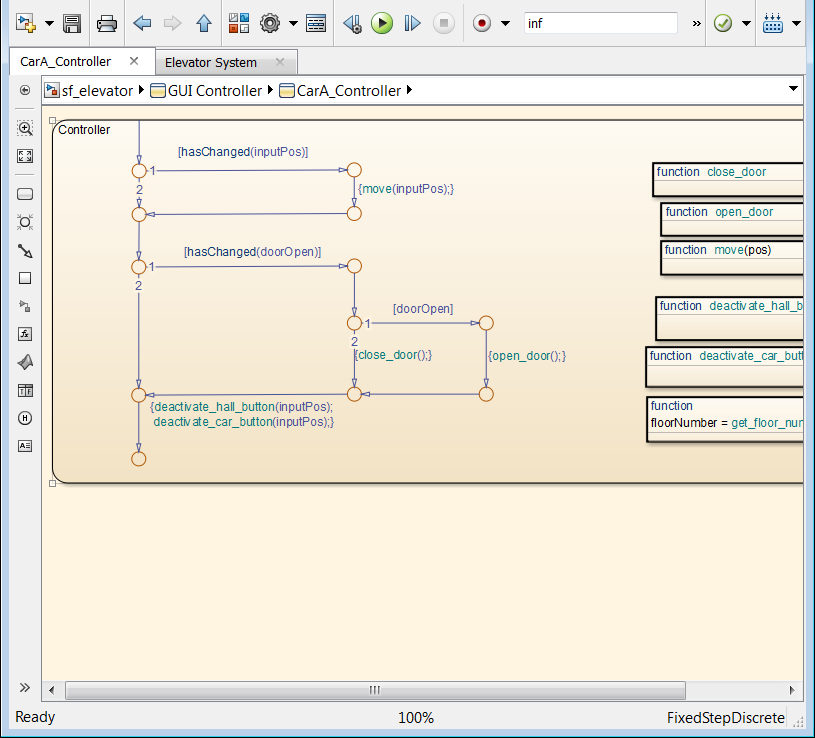 inf
»
CarA_Controller
Elevator System
sf_elevator
GUI Controller
CarA_Controller
Controller
[hasChanged(inputPos)]
1
2
{move(inputPos);}
[hasChanged(doorOpen)]
1
2
[doorOpen]
1
2
{close_door();}
{open_door();}
{deactivate_hall_button(inputPos);
deactivate_car_button(inputPos);}
function close_door
function open_door
function move(pos)
function deactivate_hall_b
function deactivate_car_butt
function
floorNumber = get_floor_nun
Ready
100%
FixedStepDiscrete